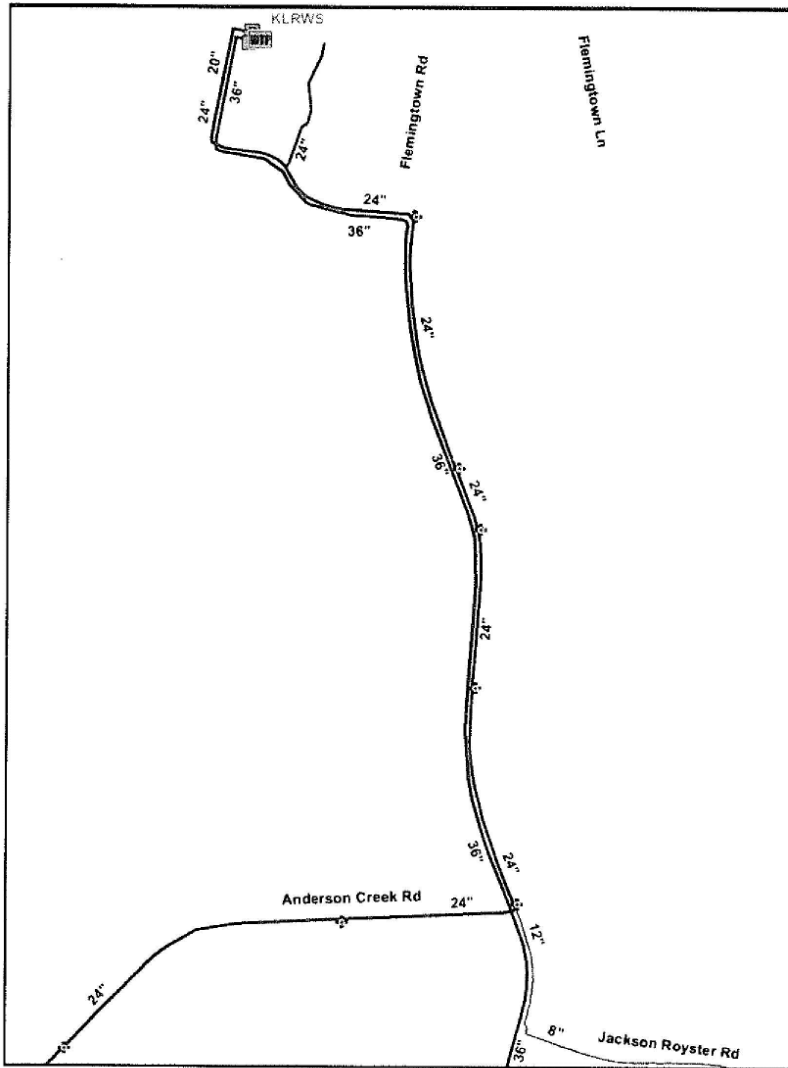 KLRWS
WTP
20"
36"
24"
24"
Flemingtown Rd
Flemingtown Ln
24"
36"
24"
36"
24"
24"
36"
24"
Anderson Creek Rd
24"
12"
24"
8"
Jackson Royster Rd
36"